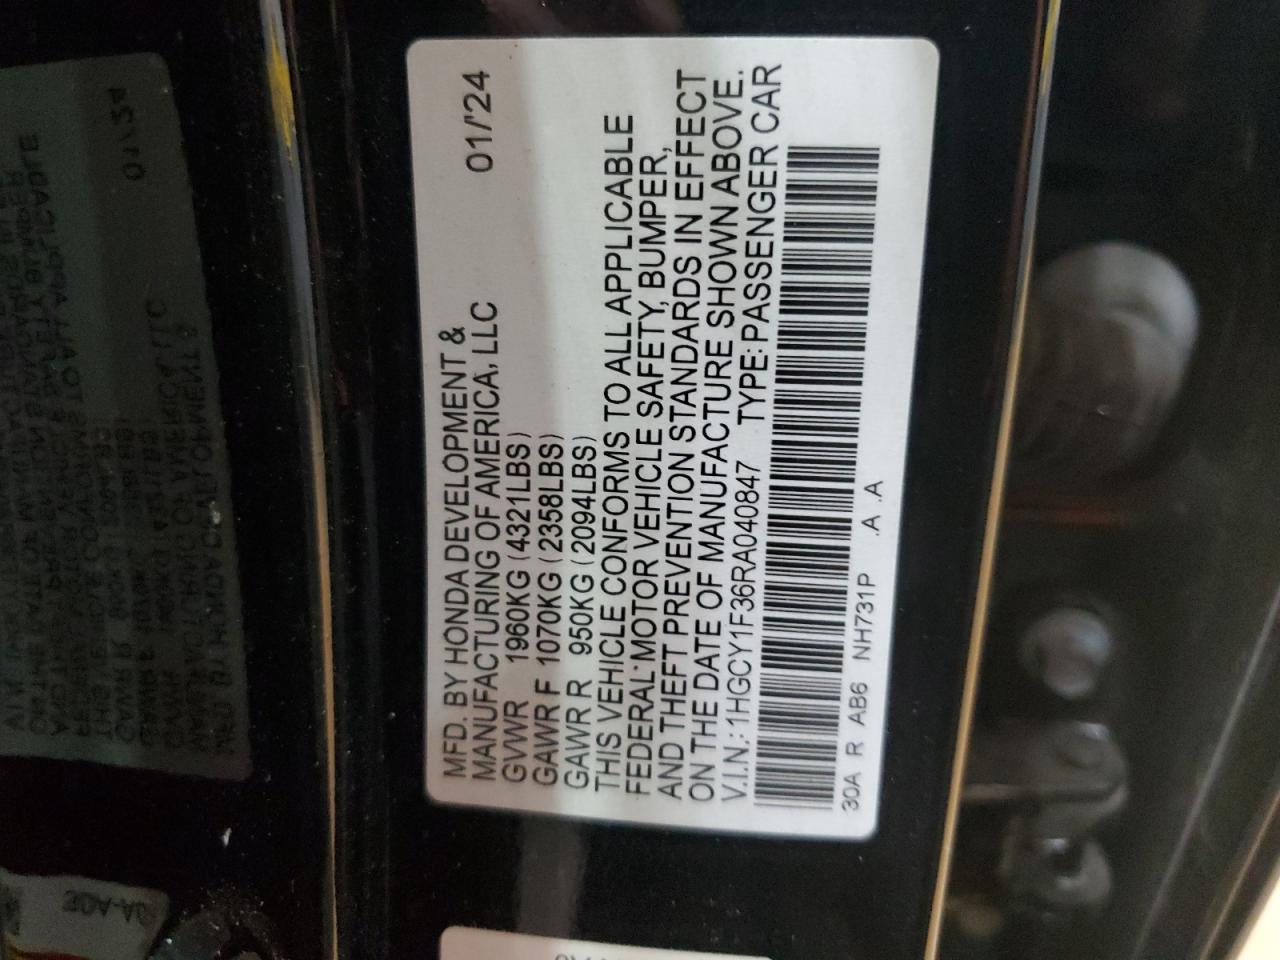 MFD. BY HONDA DEVELOPMENT &
MANUFACTURING OF AMERICA, LLC 01/'24
GVWR 1960KG (4321LBS)
GAWR F 1070KG (2358LBS)
GAWR R 950KG (2094LBS)
THIS VEHICLE CONFORMS TO ALL APPLICABLE
FEDERAL MOTOR VEHICLE SAFETY, BUMPER,
AND THEFT PREVENTION STANDARDS IN EFFECT
ON THE DATE OF MANUFACTURE SHOWN ABOVE.
V.I.N.: 1HGCY1F36RA040847 TYPE: PASSENGER CAR
30A R AB6 NH731P .A .A